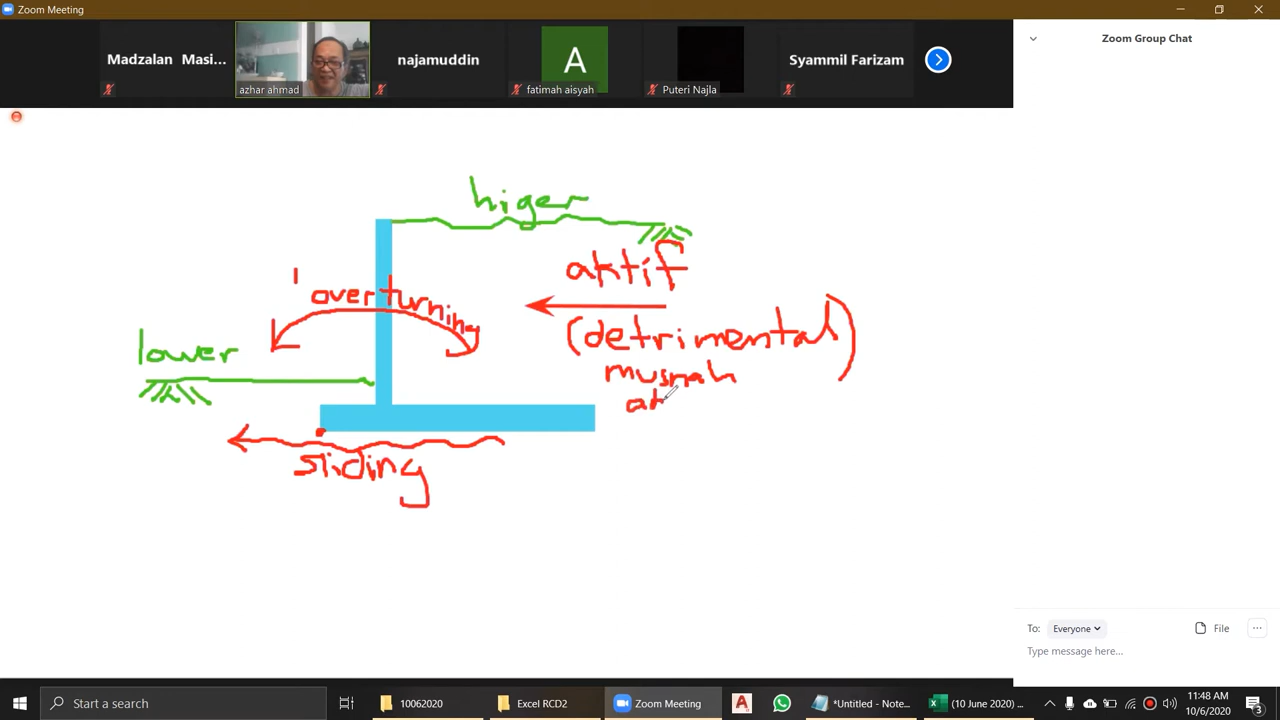 Zoom Meeting
Madzalan Masi...
azhar ahmad
najamuddin
A
fatimah aisyah
Puteri Najla
Syammil Farizam
Zoom Group Chat
higer
aktif
overturning
(detrimental)
lower
musnah
sliding
To: Everyone
File
Type message here...
Start a search
10062020
Excel RCD2
Zoom Meeting
*Untitled - Note...
(10 June 2020) ...
11:48 AM
10/6/2020
3